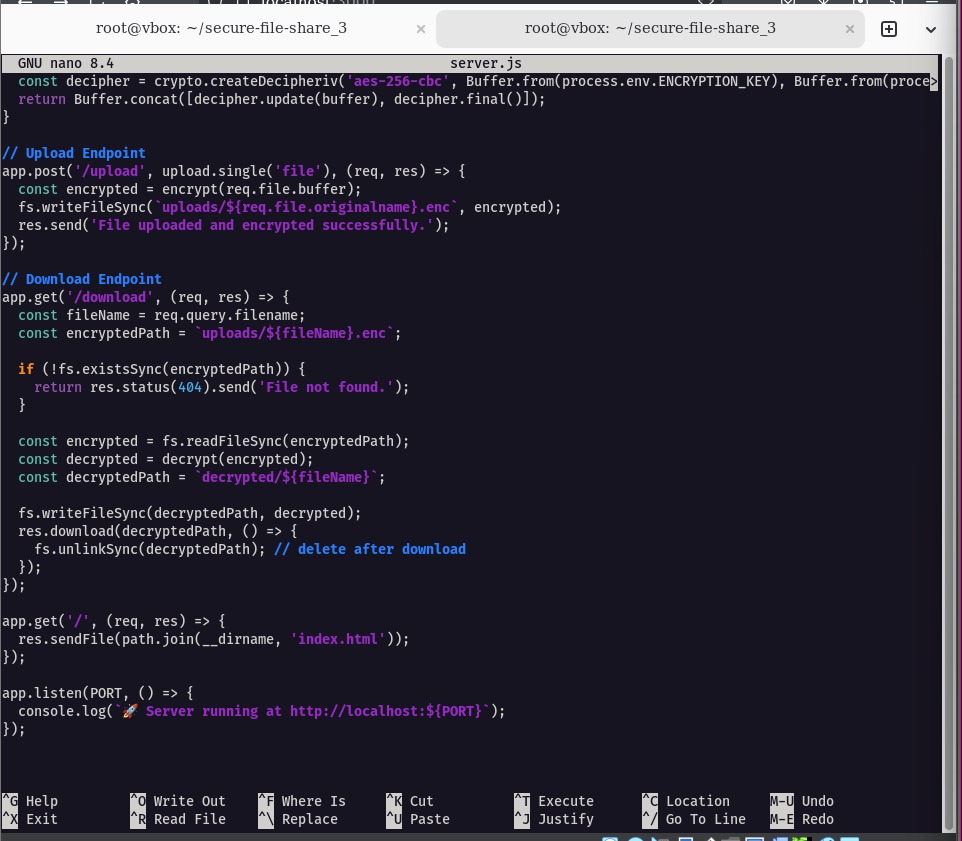 localhost:3000
root@vbox: ~/secure-file-share_3 × root@vbox: ~/secure-file-share_3 ×
GNU nano 8.4 server.js
const decipher = crypto.createDecipheriv('aes-256-cbc', Buffer.from(process.env.ENCRYPTION_KEY), Buffer.from(proce>
return Buffer.concat([decipher.update(buffer), decipher.final()]);
}
// Upload Endpoint
app.post('/upload', upload.single('file'), (req, res) => {
const encrypted = encrypt(req.file.buffer);
fs.writeFileSync(`uploads/${req.file.originalname}.enc`, encrypted);
res.send('File uploaded and encrypted successfully.');
});
// Download Endpoint
app.get('/download', (req, res) => {
const fileName = req.query.filename;
const encryptedPath = `uploads/${fileName}.enc`;
if (!fs.existsSync(encryptedPath)) {
return res.status(404).send('File not found.');
}
const encrypted = fs.readFileSync(encryptedPath);
const decrypted = decrypt(encrypted);
const decryptedPath = `decrypted/${fileName}`;
fs.writeFileSync(decryptedPath, decrypted);
res.download(decryptedPath, () => {
fs.unlinkSync(decryptedPath); // delete after download
});
});
app.get('/', (req, res) => {
res.sendFile(path.join(__dirname, 'index.html'));
});
app.listen(PORT, () => {
console.log(`🚀 Server running at http://localhost:${PORT}`);
});
^G Help ^O Write Out ^F Where Is ^K Cut ^T Execute ^C Location M-U Undo
^X Exit ^R Read File ^\ Replace ^U Paste ^J Justify ^/ Go To Line M-E Redo